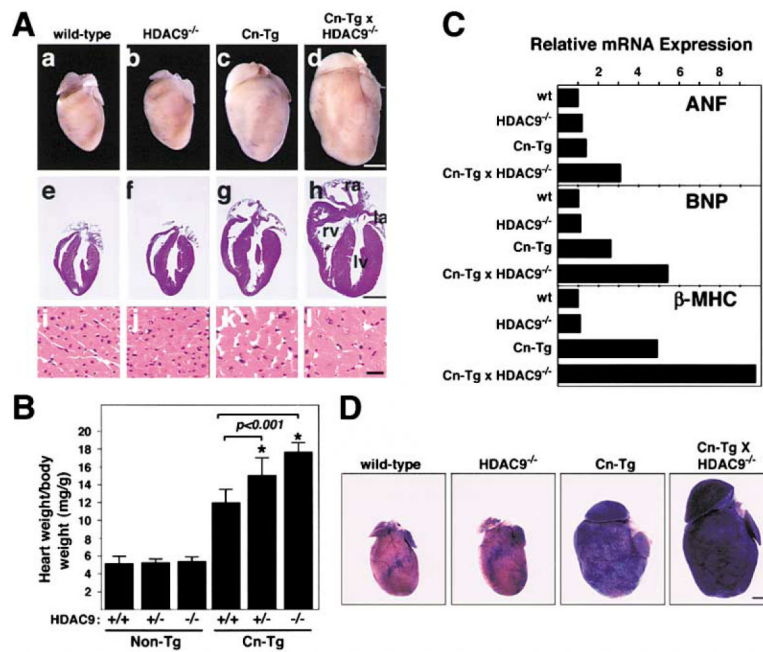 A
wild-type HDAC9-/- Cn-Tg Cn-Tg x HDAC9-/-
a b c d
e f g h
ra
la
rv
lv
i j k l
B
Heart weight/body weight (mg/g)
20
18
16
14
12
10
8
6
4
2
p<0.001
* *
HDAC9: +/+ +/- -/- +/+ +/- -/-
Non-Tg Cn-Tg
C
Relative mRNA Expression
2 4 6 8
wt
ANF
HDAC9-/-
Cn-Tg
Cn-Tg x HDAC9-/-
wt
BNP
HDAC9-/-
Cn-Tg
Cn-Tg x HDAC9-/-
wt
β-MHC
HDAC9-/-
Cn-Tg
Cn-Tg x HDAC9-/-
D
wild-type HDAC9-/- Cn-Tg Cn-Tg X HDAC9-/-